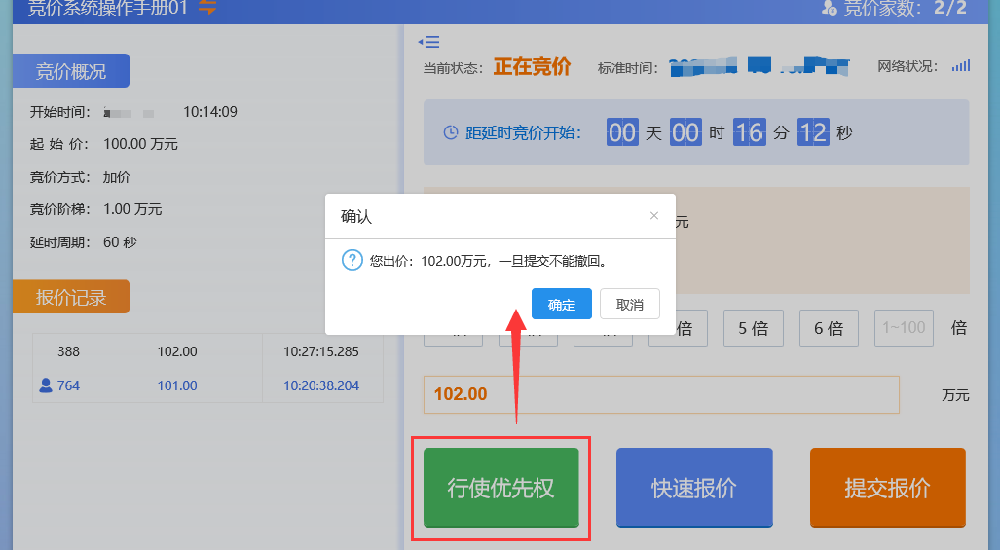 竞价系统操作手册01
竞价家数: 2/2
竞价概况
开始时间: 10:14:09
起 始 价: 100.00 万元
竞价方式: 加价
竞价阶梯: 1.00 万元
延时周期: 60 秒
报价记录
388 102.00 10:27:15.285
764 101.00 10:20:38.204
当前状态: 正在竞价 标准时间: 网络状况:
距延时竞价开始: 00 天 00 时 16 分 12 秒
元
确认 ×
您出价: 102.00万元, 一旦提交不能撤回。
确定 取消
倍 5 倍 6 倍 1~100 倍
102.00 万元
行使优先权 快速报价 提交报价